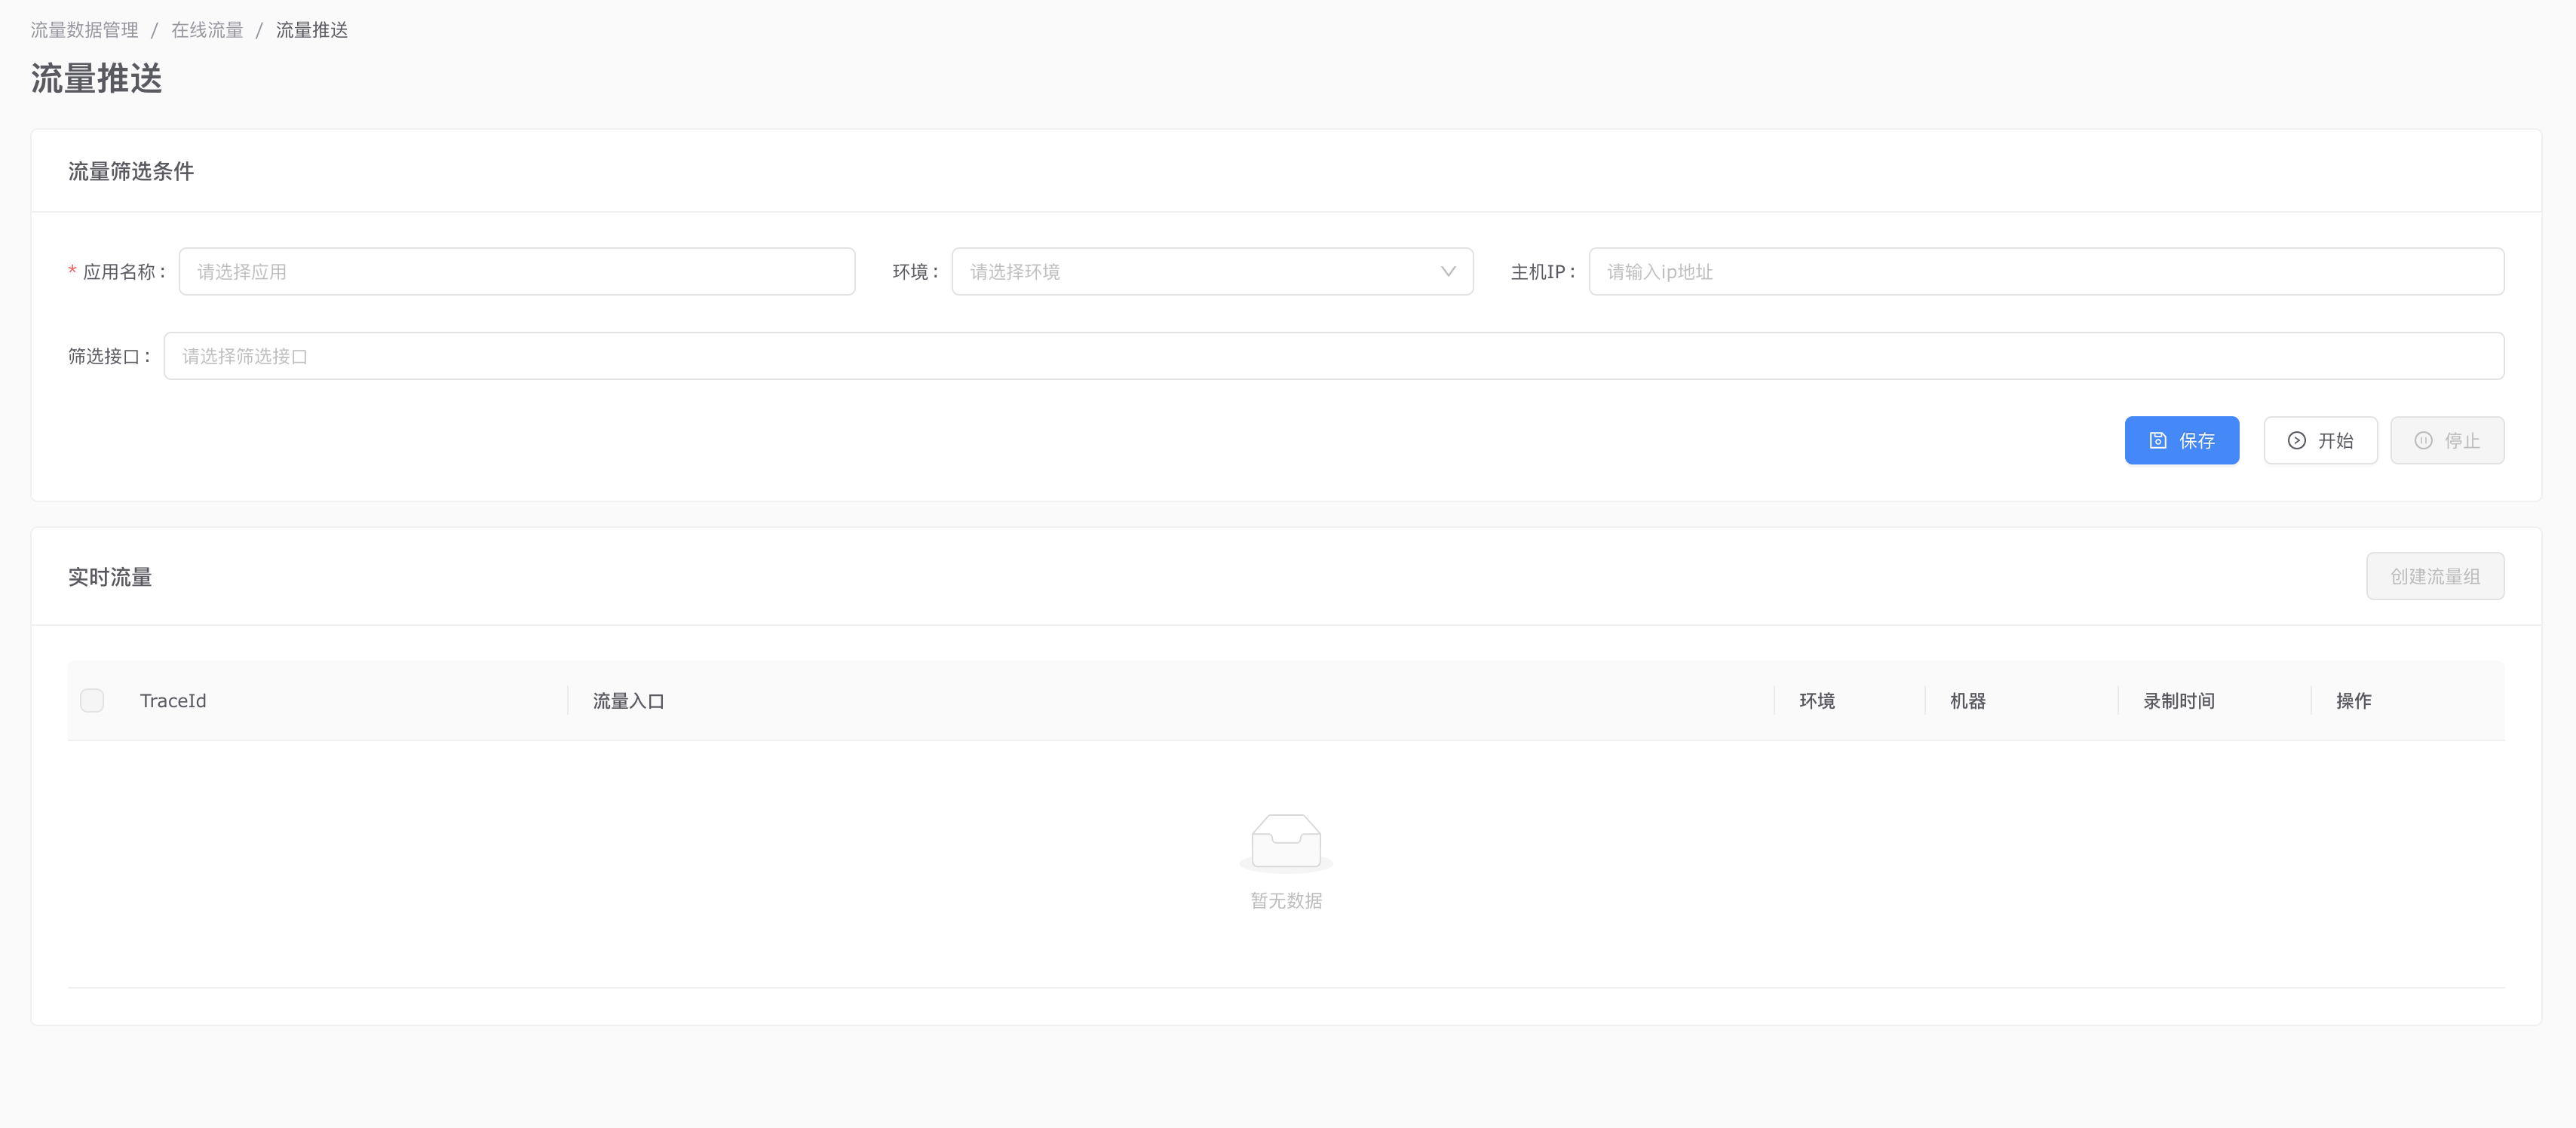 流量数据管理 / 在线流量 / 流量推送
流量推送
流量筛选条件
* 应用名称： 请选择应用 环境： 请选择环境 主机IP： 请输入ip地址
筛选接口： 请选择筛选接口
保存 开始 停止
实时流量 创建流量组
TraceId 流量入口 环境 机器 录制时间 操作
暂无数据